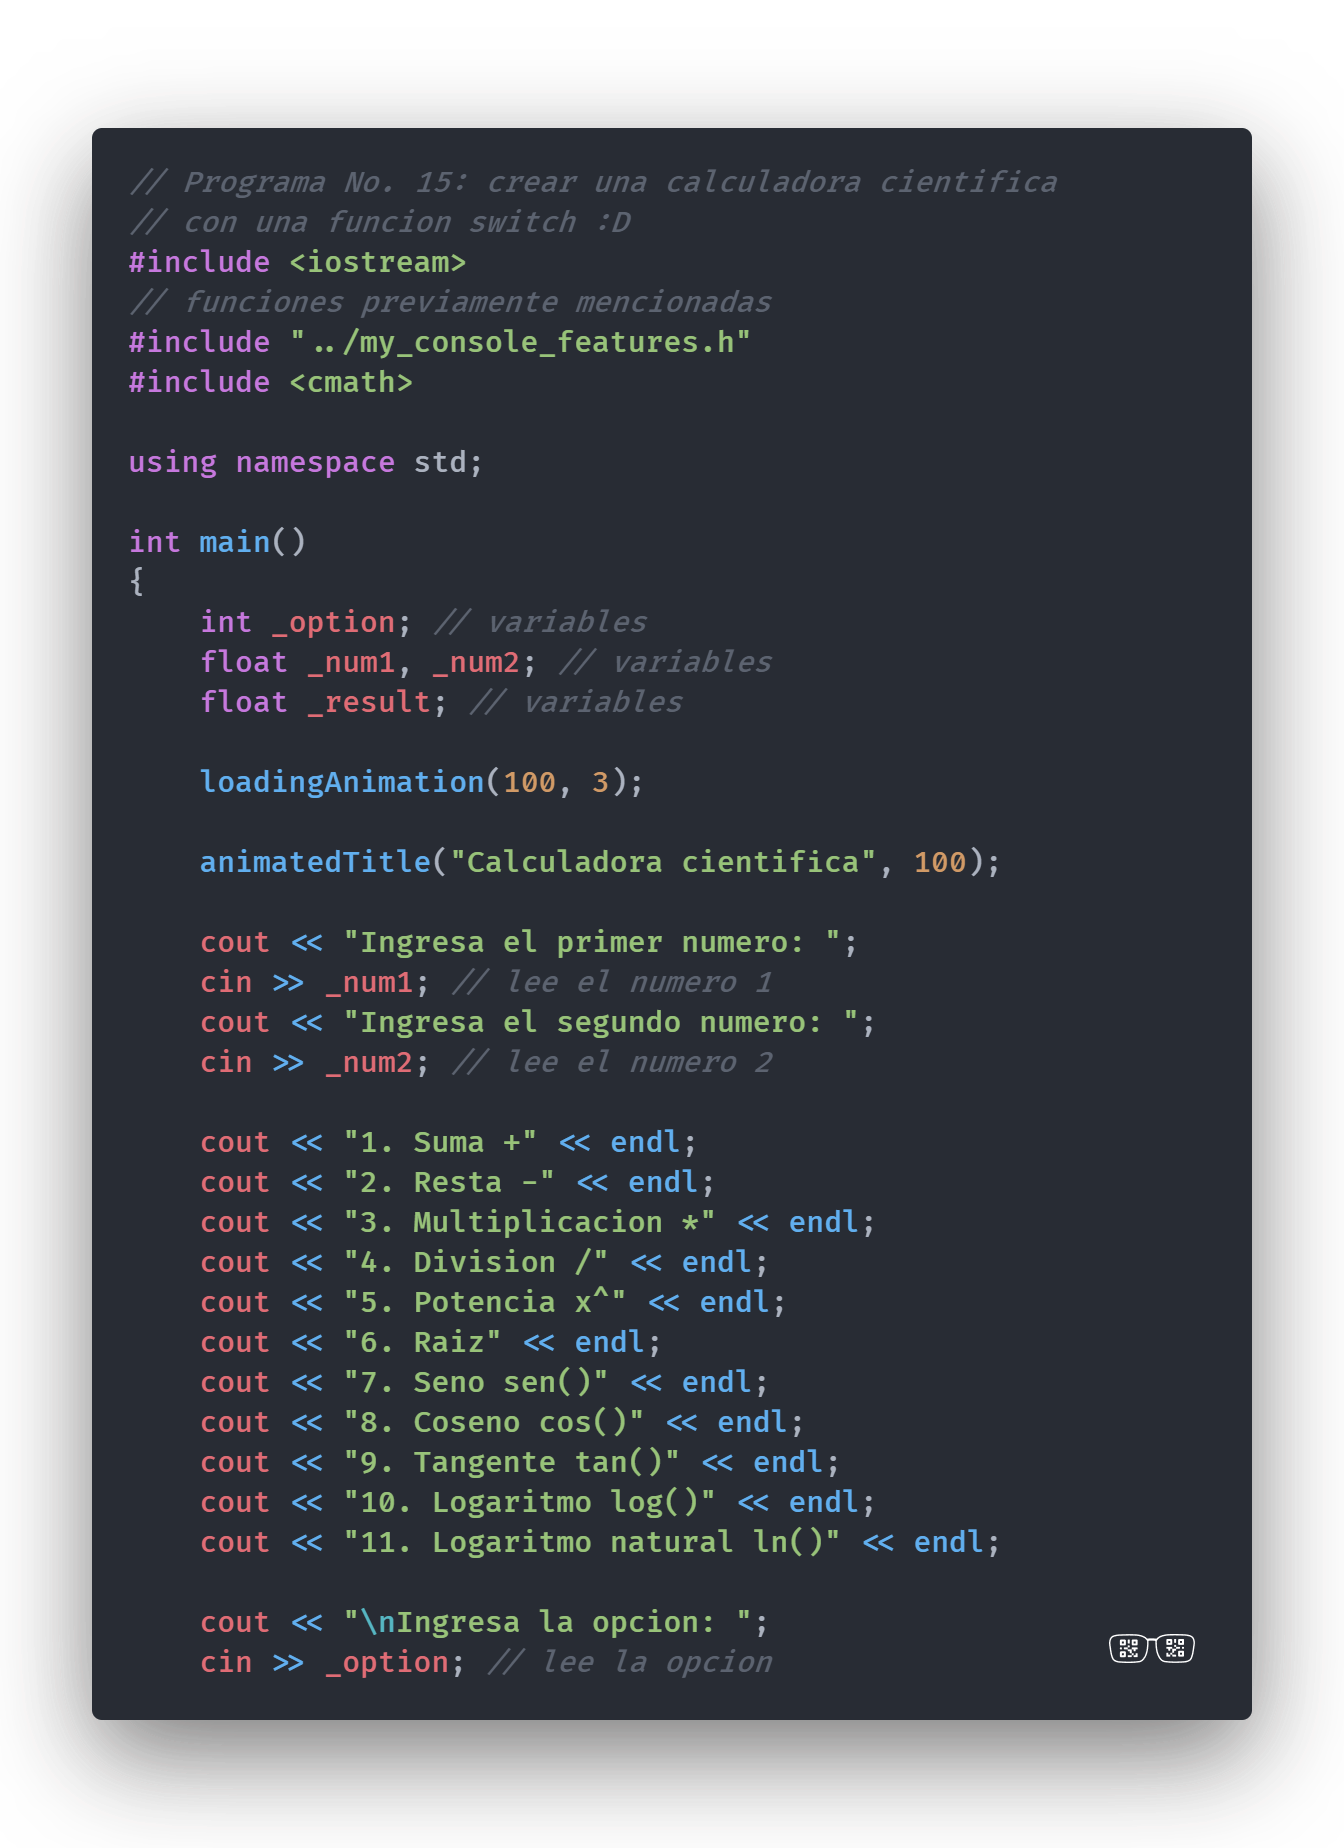 // Programa No. 15: crear una calculadora cientifica
// con una funcion switch :D
#include <iostream>
// funciones previamente mencionadas
#include "../my_console_features.h"
#include <cmath>
using namespace std;
int main()
{
int _option; // variables
float _num1, _num2; // variables
float _result; // variables
loadingAnimation(100, 3);
animatedTitle("Calculadora cientifica", 100);
cout << "Ingresa el primer numero: ";
cin >> _num1; // lee el numero 1
cout << "Ingresa el segundo numero: ";
cin >> _num2; // lee el numero 2
cout << "1. Suma +" << endl;
cout << "2. Resta -" << endl;
cout << "3. Multiplicacion *" << endl;
cout << "4. Division /" << endl;
cout << "5. Potencia x^" << endl;
cout << "6. Raiz" << endl;
cout << "7. Seno sen()" << endl;
cout << "8. Coseno cos()" << endl;
cout << "9. Tangente tan()" << endl;
cout << "10. Logaritmo log()" << endl;
cout << "11. Logaritmo natural ln()" << endl;
cout << "\nIngresa la opcion: ";
cin >> _option; // lee la opcion